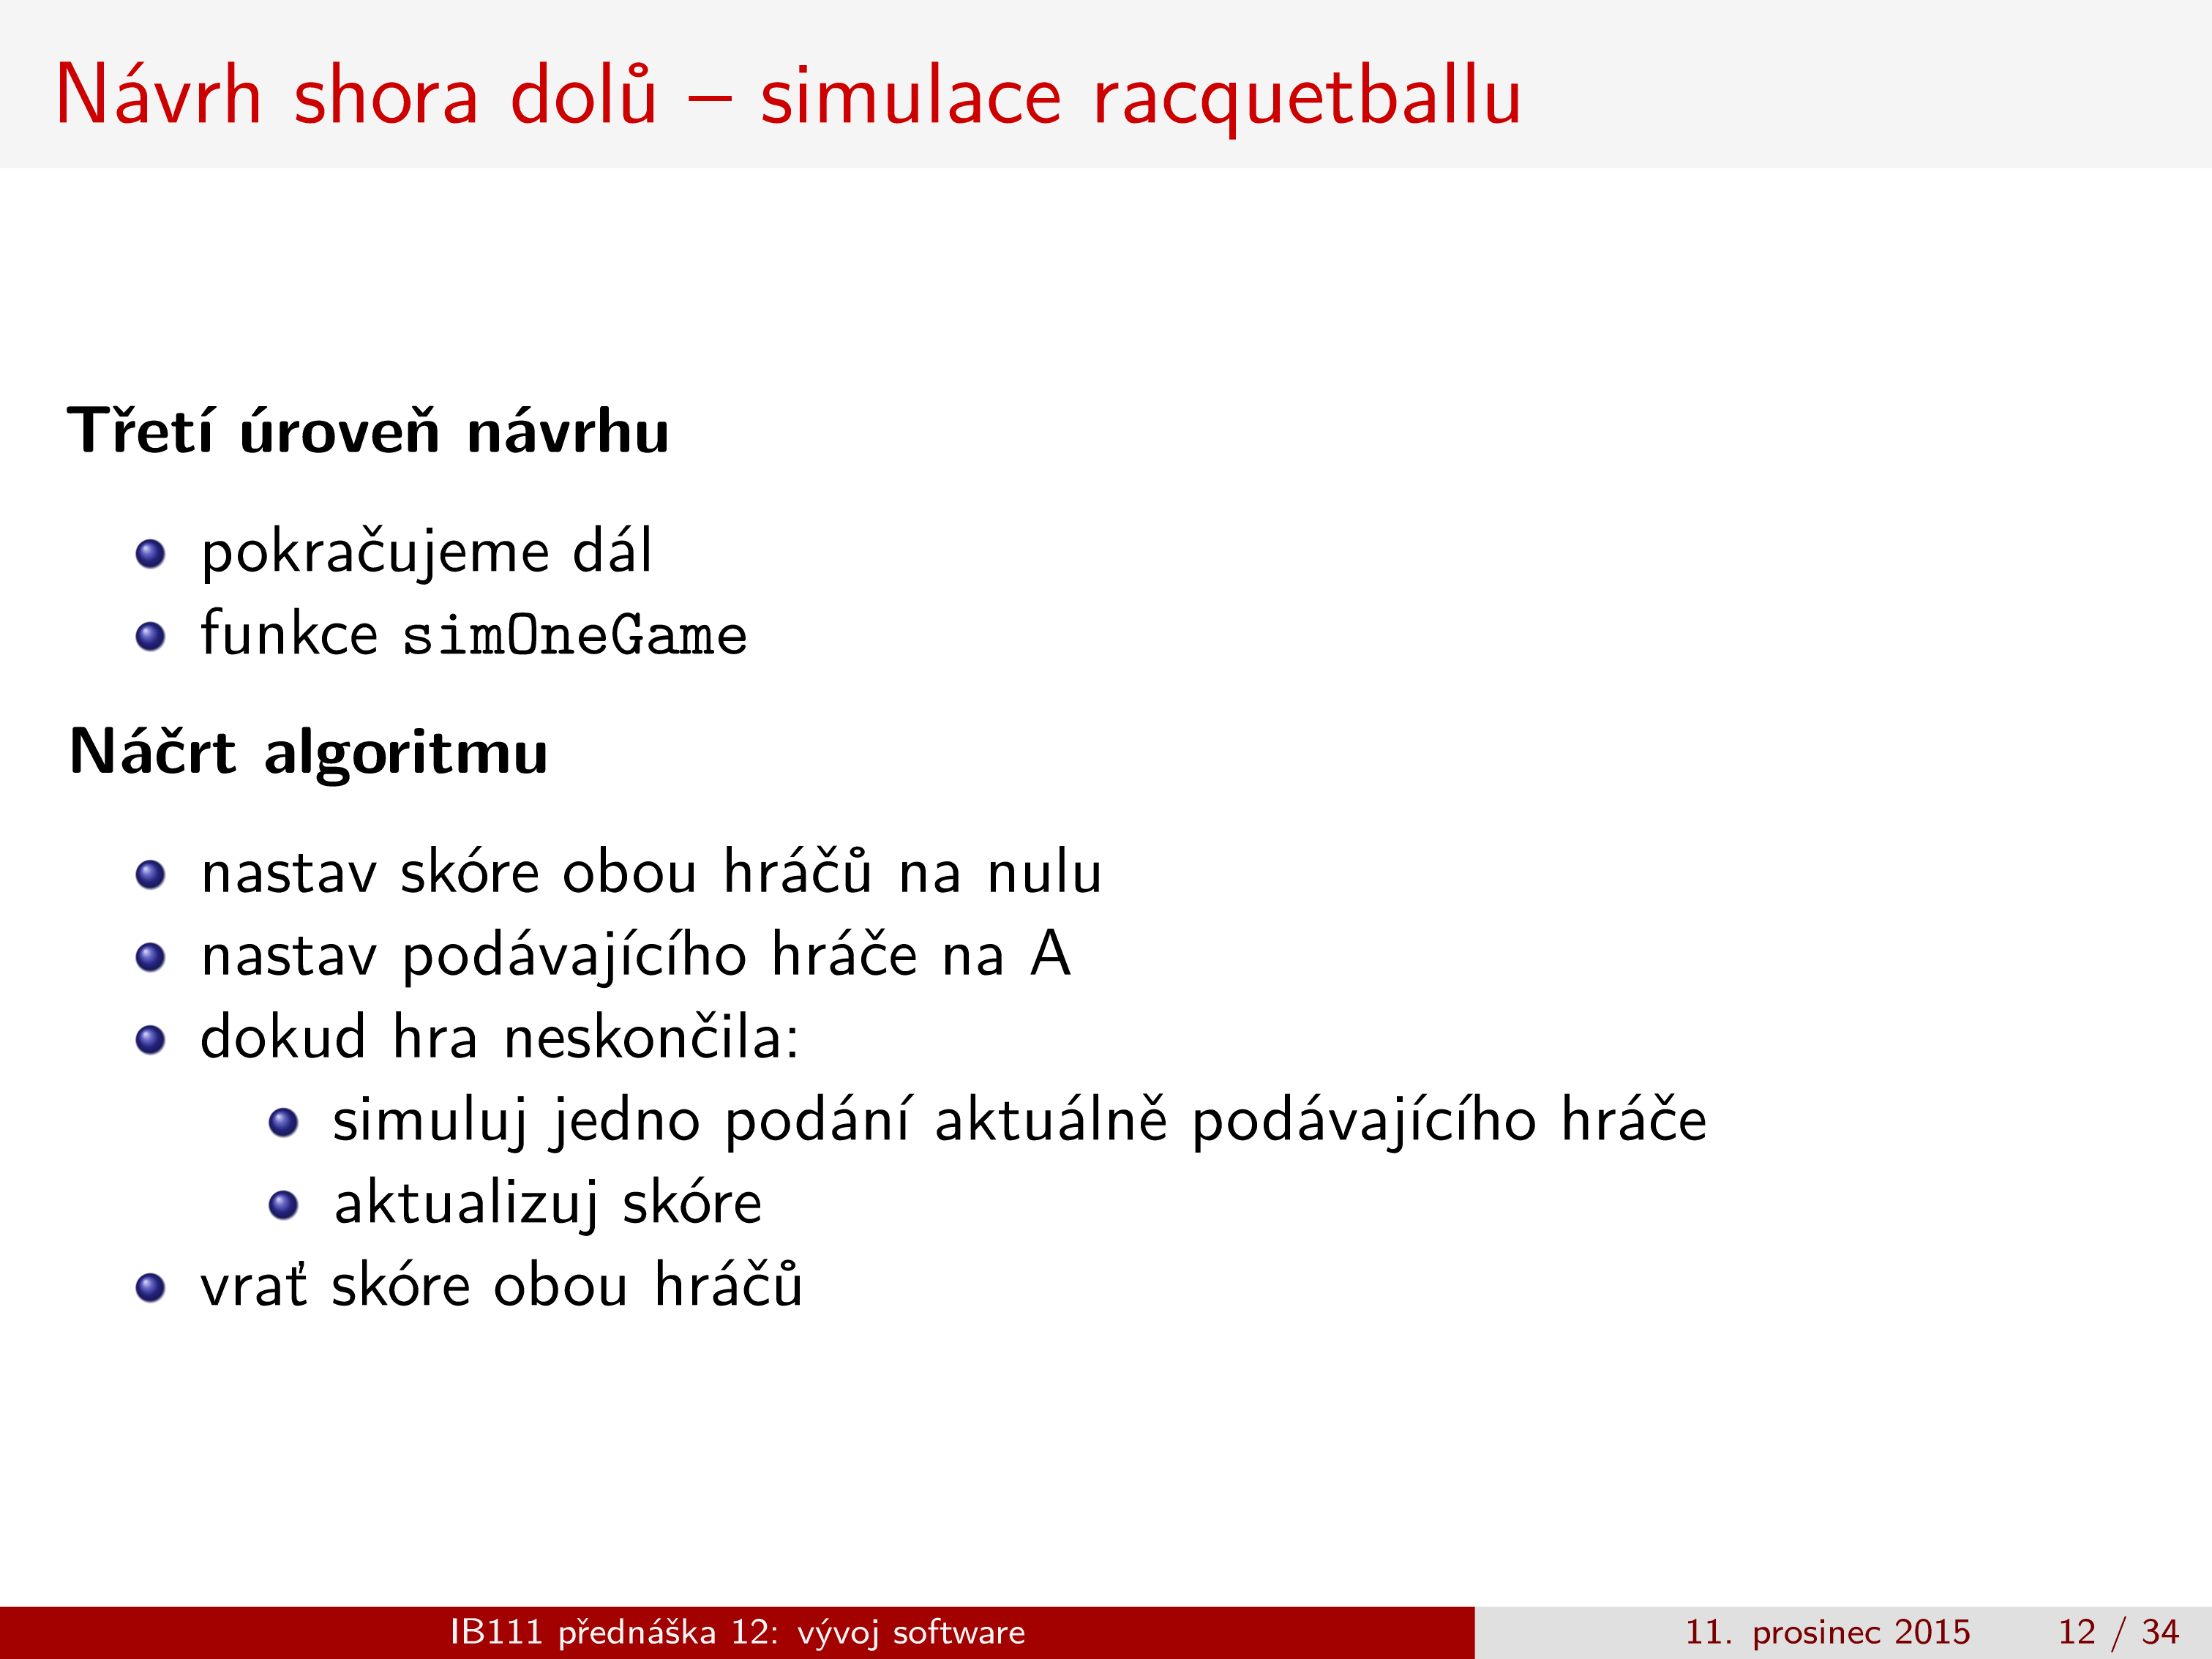 Návrh shora dolů – simulace racquetballu
Třetí úroveň návrhu
pokračujeme dál
funkce simOneGame
Náčrt algoritmu
nastav skóre obou hráčů na nulu
nastav podávajícího hráče na A
dokud hra neskončila:
simuluj jedno podání aktuálně podávajícího hráče
aktualizuj skóre
vrať skóre obou hráčů
IB111 přednáška 12: vývoj software
11. prosinec 2015
12 / 34